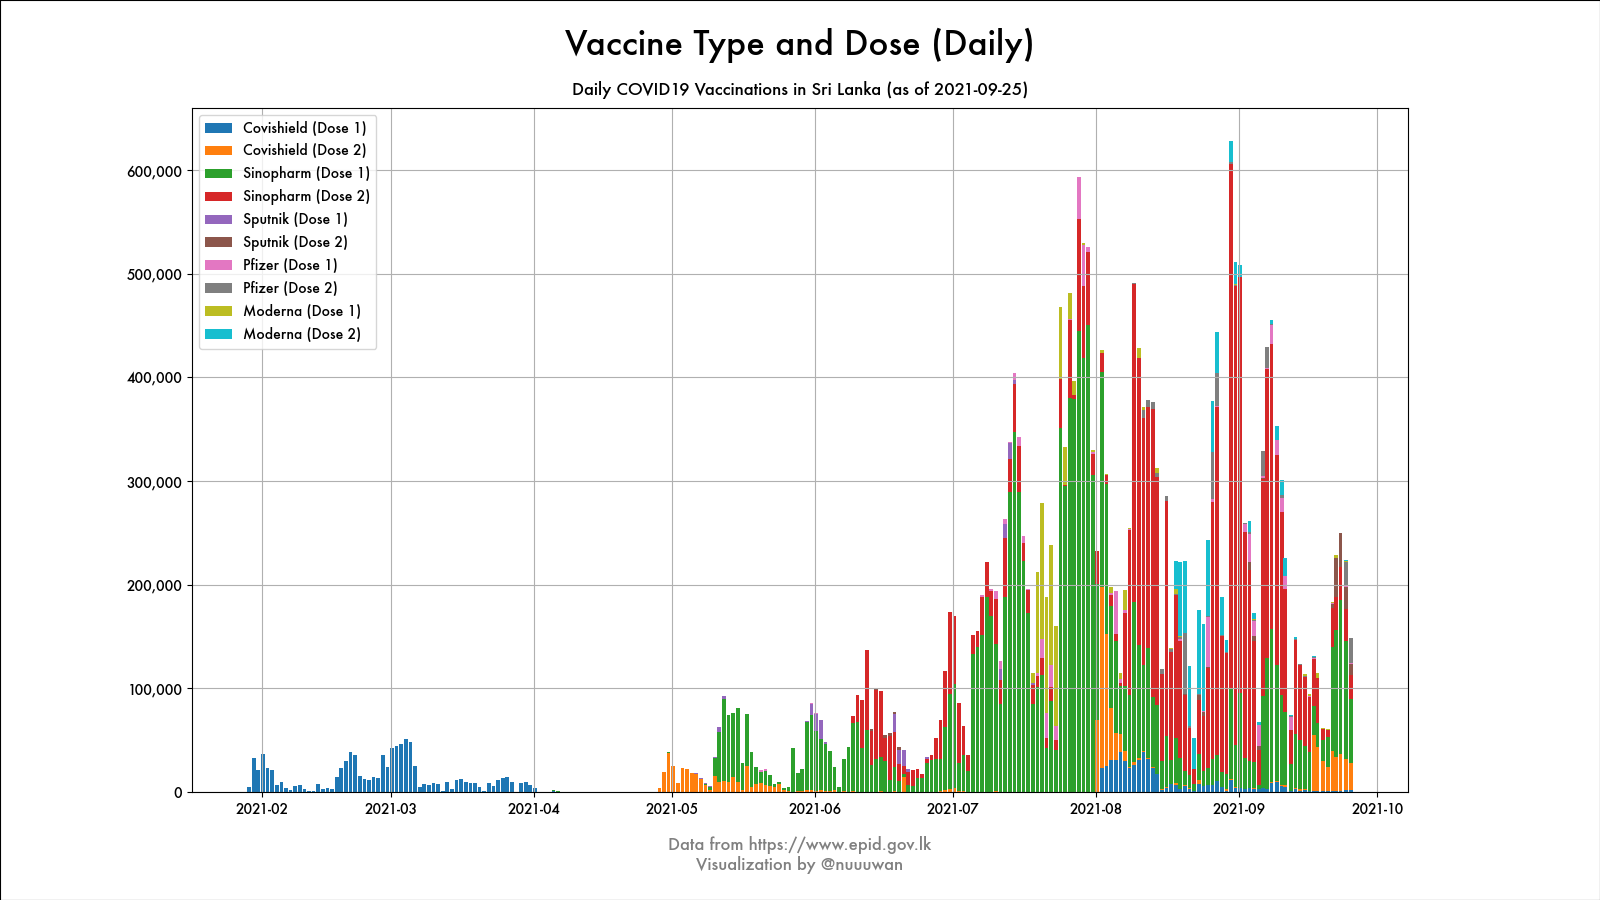 Vaccine Type and Dose (Daily)
Daily COVID19 Vaccinations in Sri Lanka (as of 2021-09-25)
Covishield (Dose 1)
Covishield (Dose 2)
Sinopharm (Dose 1)
Sinopharm (Dose 2)
Sputnik (Dose 1)
Sputnik (Dose 2)
Pfizer (Dose 1)
Pfizer (Dose 2)
Moderna (Dose 1)
Moderna (Dose 2)
600,000
500,000
400,000
300,000
200,000
100,000
0
2021-02 2021-03 2021-04 2021-05 2021-06 2021-07 2021-08 2021-09 2021-10
Data from https://www.epid.gov.lk
Visualization by @nuuuwan